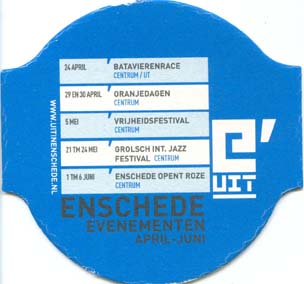 24 APRIL BATAVIERENRACE
CENTRUM / UT
29 EN 30 APRIL ORANJEDAGEN
CENTRUM
5 MEI VRIJHEIDSFESTIVAL
CENTRUM
21 TM 24 MEI GROLSCH INT. JAZZ
FESTIVAL CENTRUM
1 TM 6 JUNI ENSCHEDE OPENT ROZE
CENTRUM
WWW.UITINENSCHEDE.NL
e'
UIT
ENSCHEDE
EVENEMENTEN
APRIL-JUNI